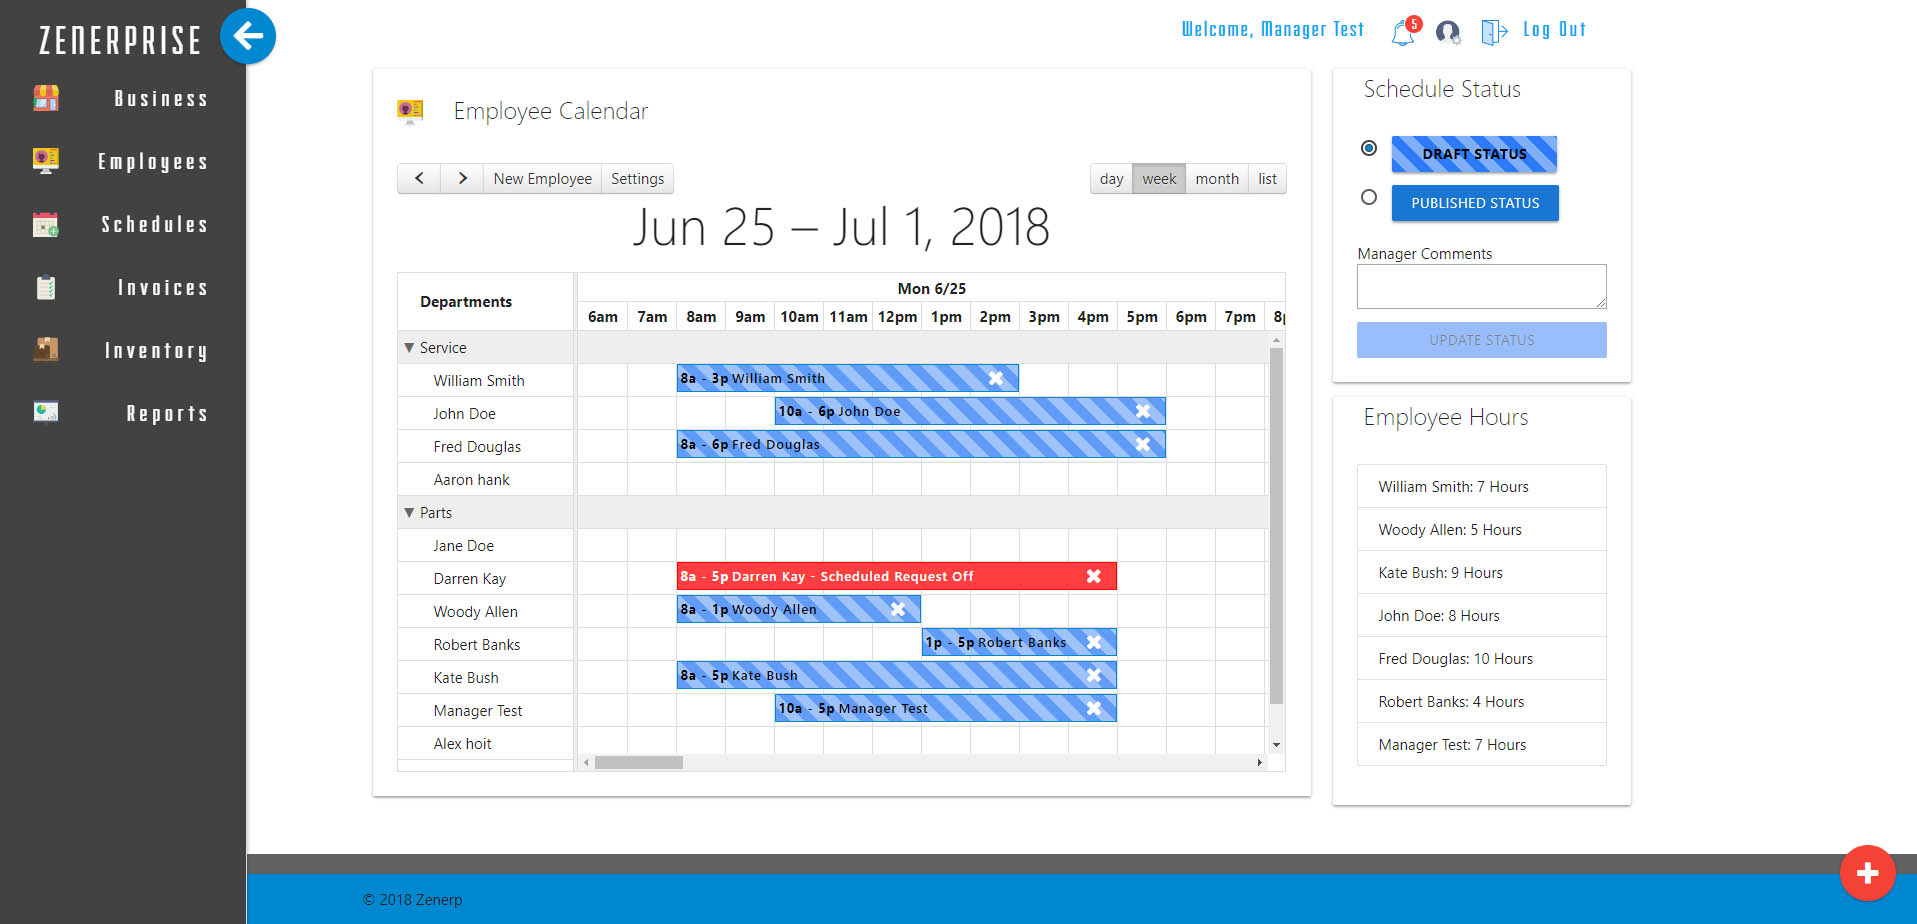 ZENERPRISE
Business
Employees
Schedules
Invoices
Inventory
Reports
Welcome, Manager Test
5
Log Out
Employee Calendar
New Employee
Settings
day
week
month
list
Jun 25 – Jul 1, 2018
Departments
Mon 6/25
6am 7am 8am 9am 10am 11am 12pm 1pm 2pm 3pm 4pm 5pm 6pm 7pm
Service
William Smith
8a - 3p William Smith
John Doe
10a - 6p John Doe
Fred Douglas
8a - 6p Fred Douglas
Aaron hank
Parts
Jane Doe
Darren Kay
8a - 5p Darren Kay - Scheduled Request Off
Woody Allen
8a - 1p Woody Allen
Robert Banks
1p - 5p Robert Banks
Kate Bush
8a - 5p Kate Bush
Manager Test
10a - 5p Manager Test
Alex hoit
Schedule Status
DRAFT STATUS
PUBLISHED STATUS
Manager Comments
UPDATE STATUS
Employee Hours
William Smith: 7 Hours
Woody Allen: 5 Hours
Kate Bush: 9 Hours
John Doe: 8 Hours
Fred Douglas: 10 Hours
Robert Banks: 4 Hours
Manager Test: 7 Hours
© 2018 Zenerp